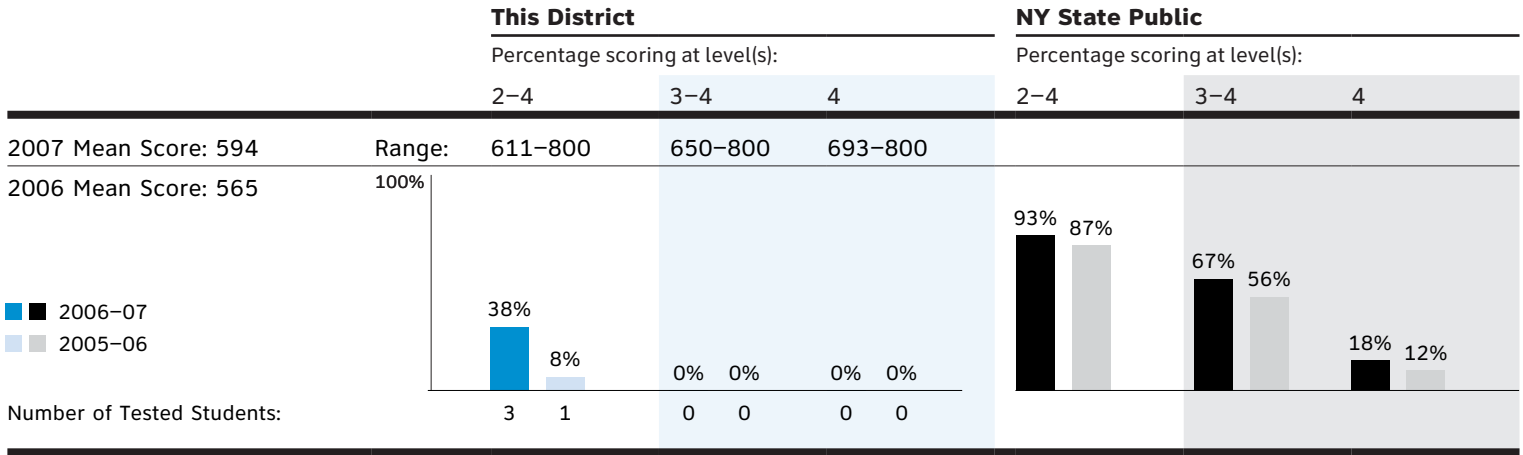 This District NY State Public
Percentage scoring at level(s): Percentage scoring at level(s):
2–4 3–4 4 2–4 3–4 4
2007 Mean Score: 594 Range: 611–800 650–800 693–800
2006 Mean Score: 565 100%
93% 87%
67% 56%
2006–07 38%
2005–06 8% 0% 0% 0% 0% 18% 12%
Number of Tested Students: 3 1 0 0 0 0